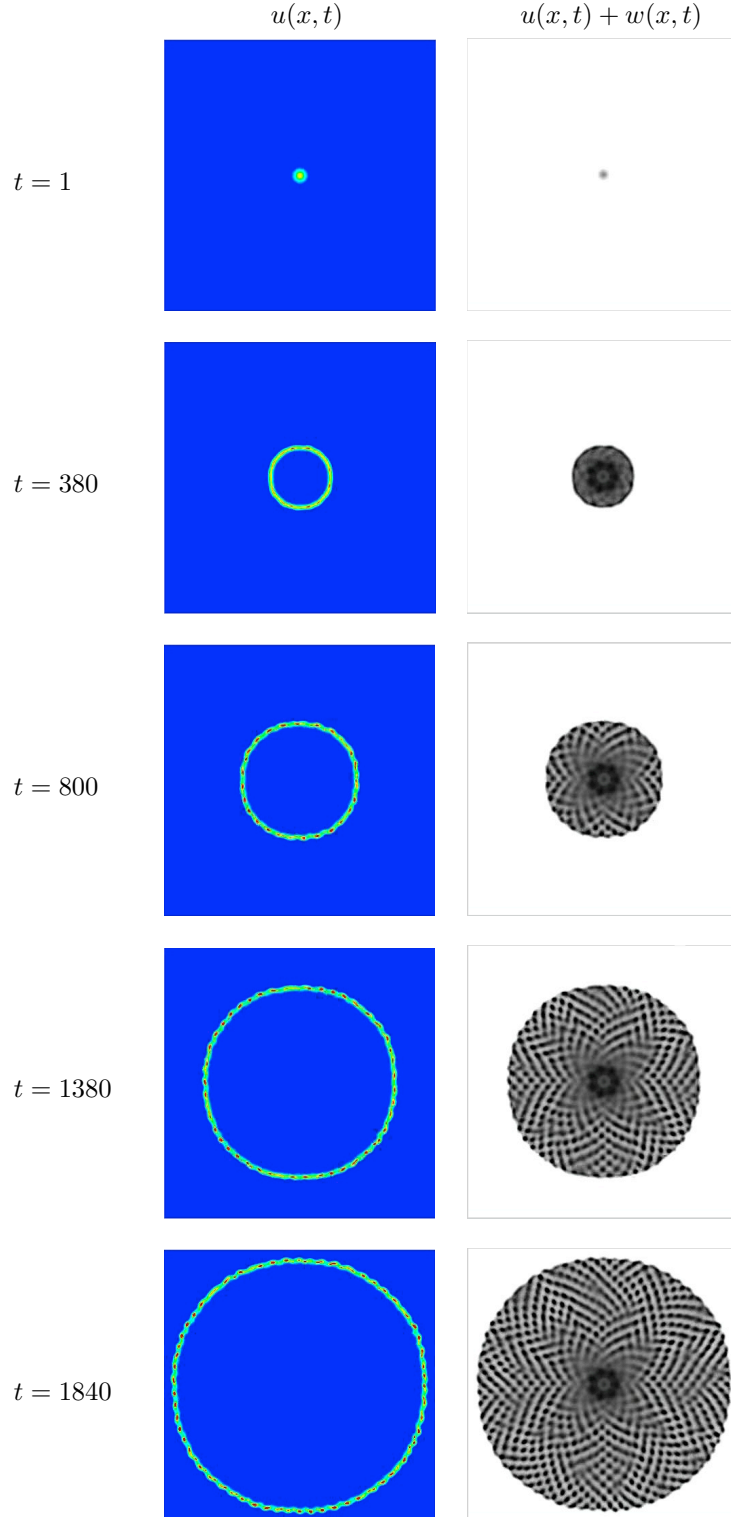 u(x, t) u(x, t) + w(x, t)
t = 1
t = 380
t = 800
t = 1380
t = 1840